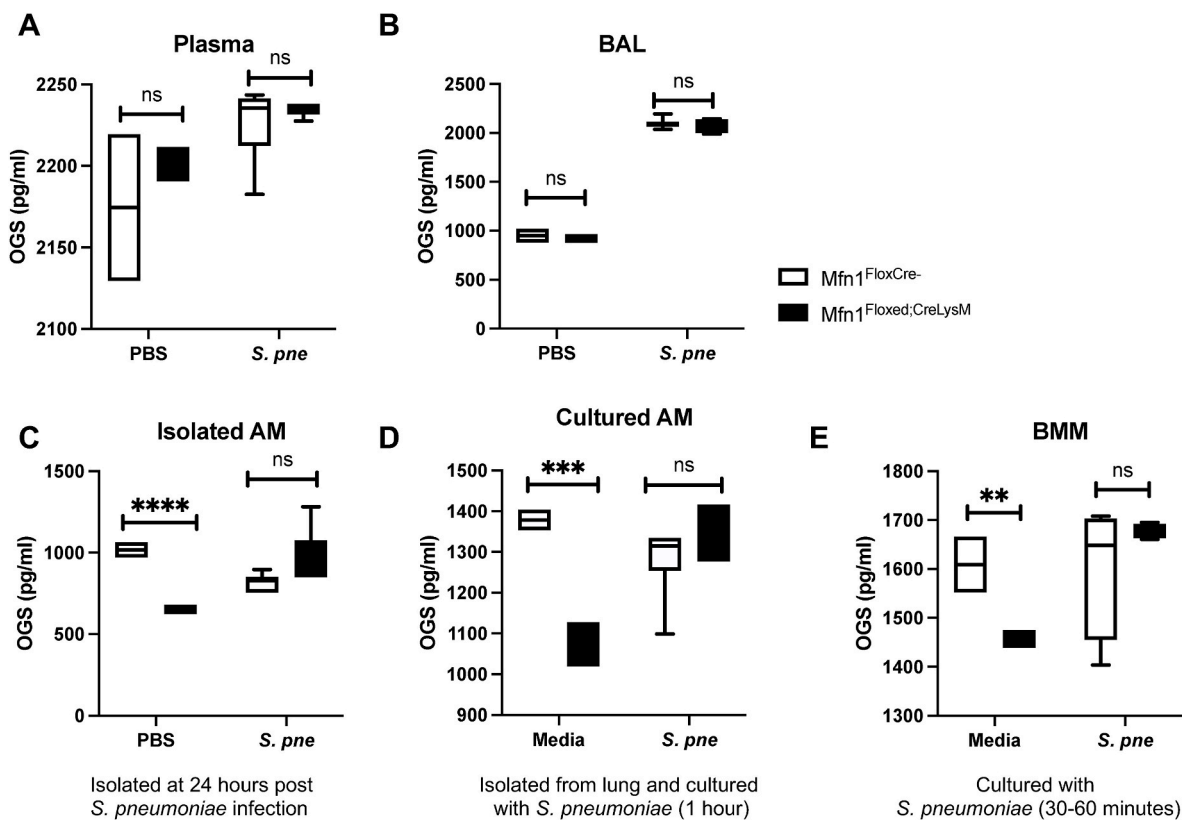 A
Plasma
ns
ns
2250
2200
2150
2100
OGS (pg/ml)
PBS
S. pne
B
BAL
ns
ns
2500
2000
1500
1000
500
0
OGS (pg/ml)
PBS
S. pne
Mfn1FloxCre-
Mfn1Floxed;CreLysM
C
Isolated AM
****
ns
1500
1000
500
0
OGS (pg/ml)
PBS
S. pne
Isolated at 24 hours post
S. pneumoniae infection
D
Cultured AM
***
ns
1500
1400
1300
1200
1100
1000
900
OGS (pg/ml)
Media
S. pne
Isolated from lung and cultured
with S. pneumoniae (1 hour)
E
BMM
**
ns
1800
1700
1600
1500
1400
1300
OGS (pg/ml)
Media
S. pne
Cultured with
S. pneumoniae (30-60 minutes)